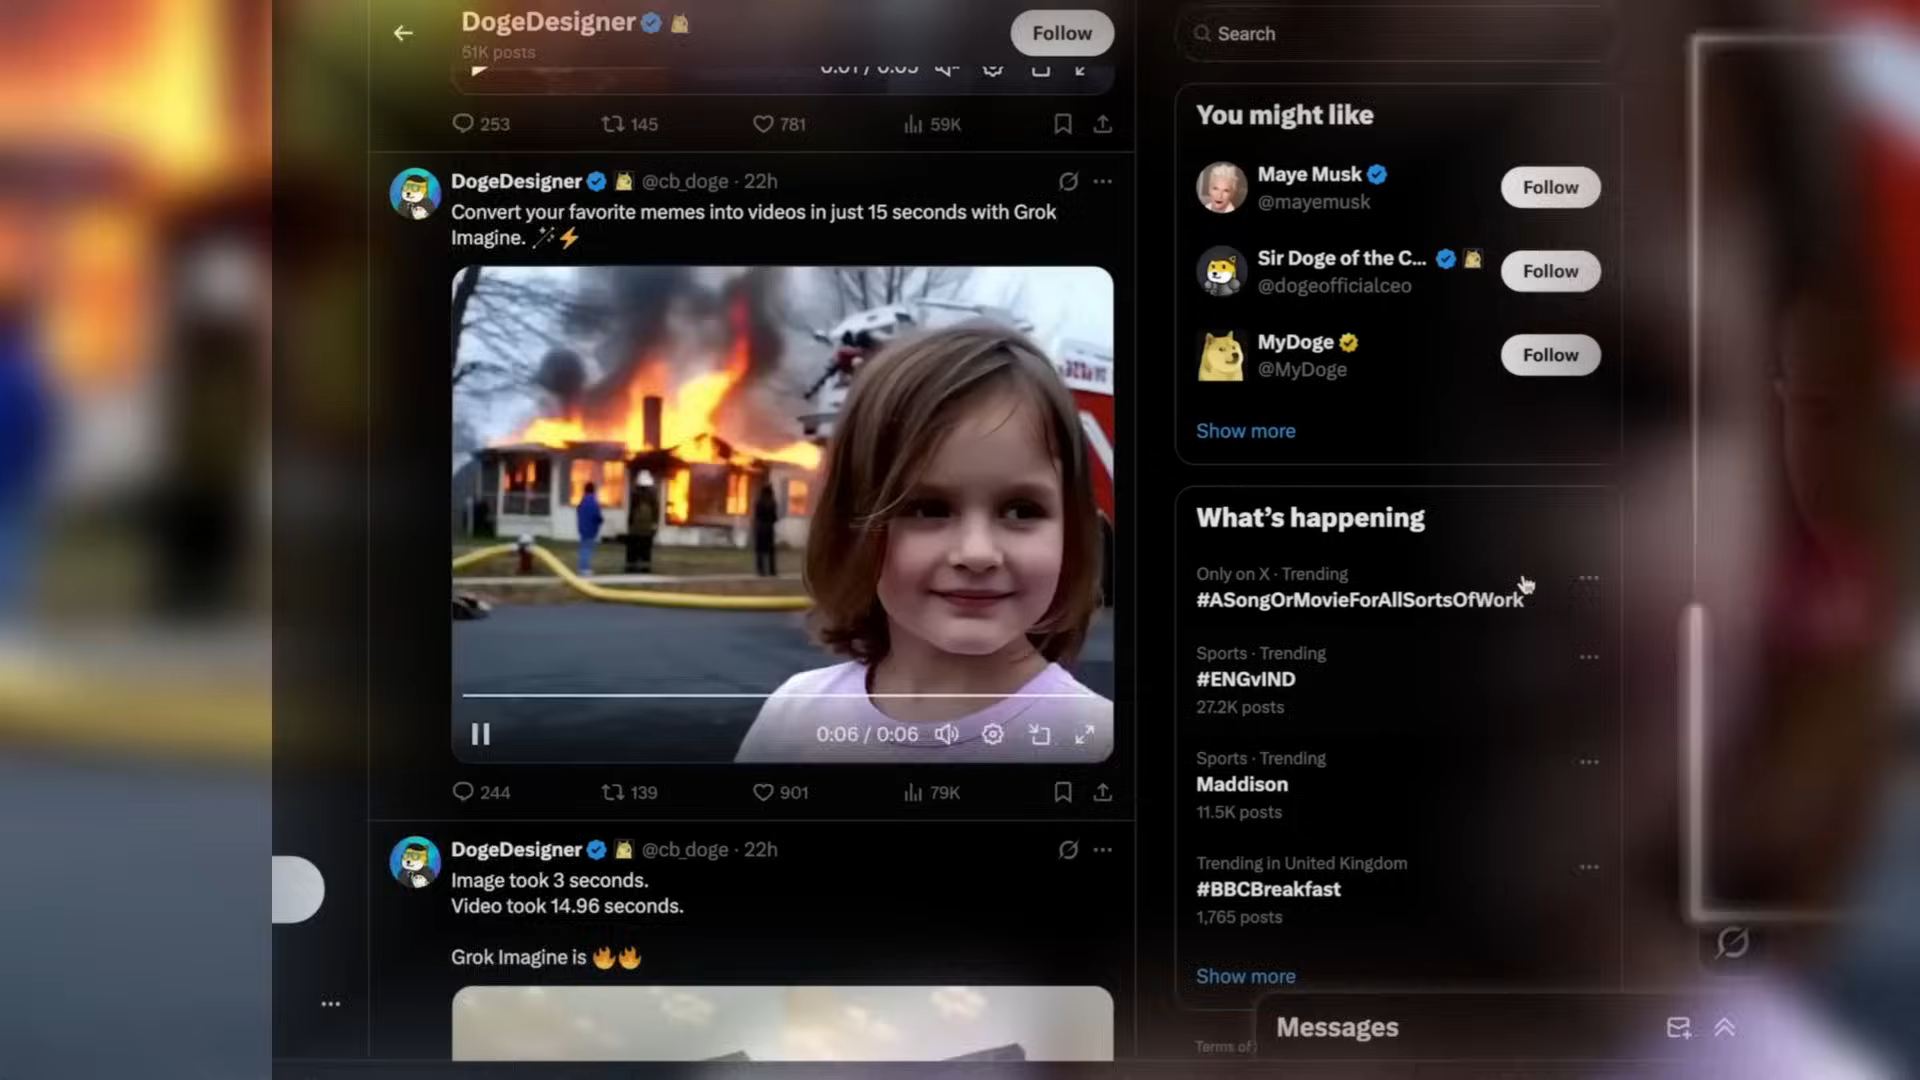 DogeDesigner
51K posts
Follow
253
145
781
59K
DogeDesigner @cb_doge · 22h
Convert your favorite memes into videos in just 15 seconds with Grok
Imagine.
0:06 / 0:06
244
139
901
79K
DogeDesigner @cb_doge · 22h
Image took 3 seconds.
Video took 14.96 seconds.
Grok Imagine is
Search
You might like
Maye Musk
@mayemusk
Follow
Sir Doge of the C...
@dogeofficialceo
Follow
MyDoge
@MyDoge
Follow
Show more
What's happening
Only on X · Trending
#ASongOrMovieForAllSortsOfWork
Sports · Trending
#ENGvIND
27.2K posts
Sports · Trending
Maddison
11.5K posts
Trending in United Kingdom
#BBCBreakfast
1,765 posts
Show more
Messages
Terms of